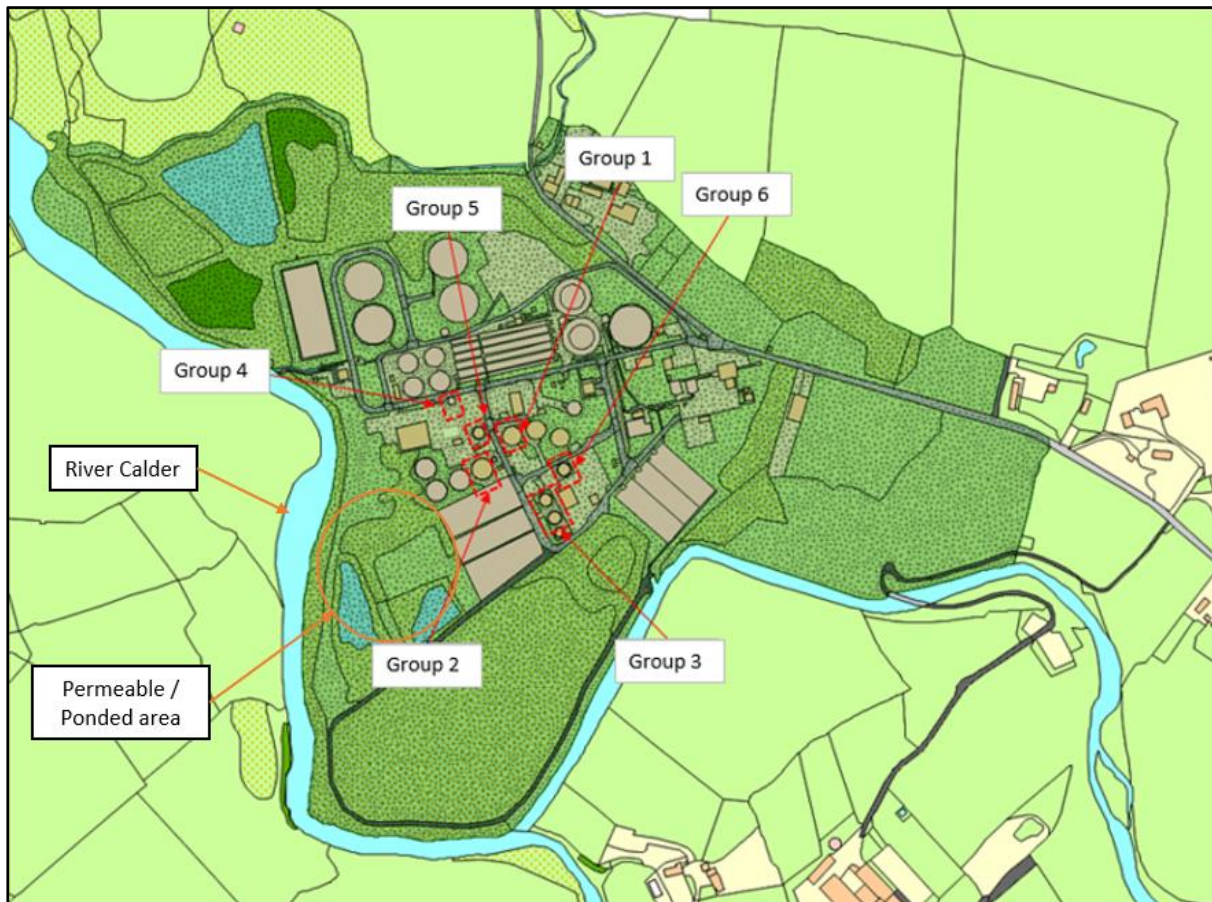 Group 1
Group 6
Group 5
Group 4
River Calder
Group 2
Group 3
Permeable /
Ponded area